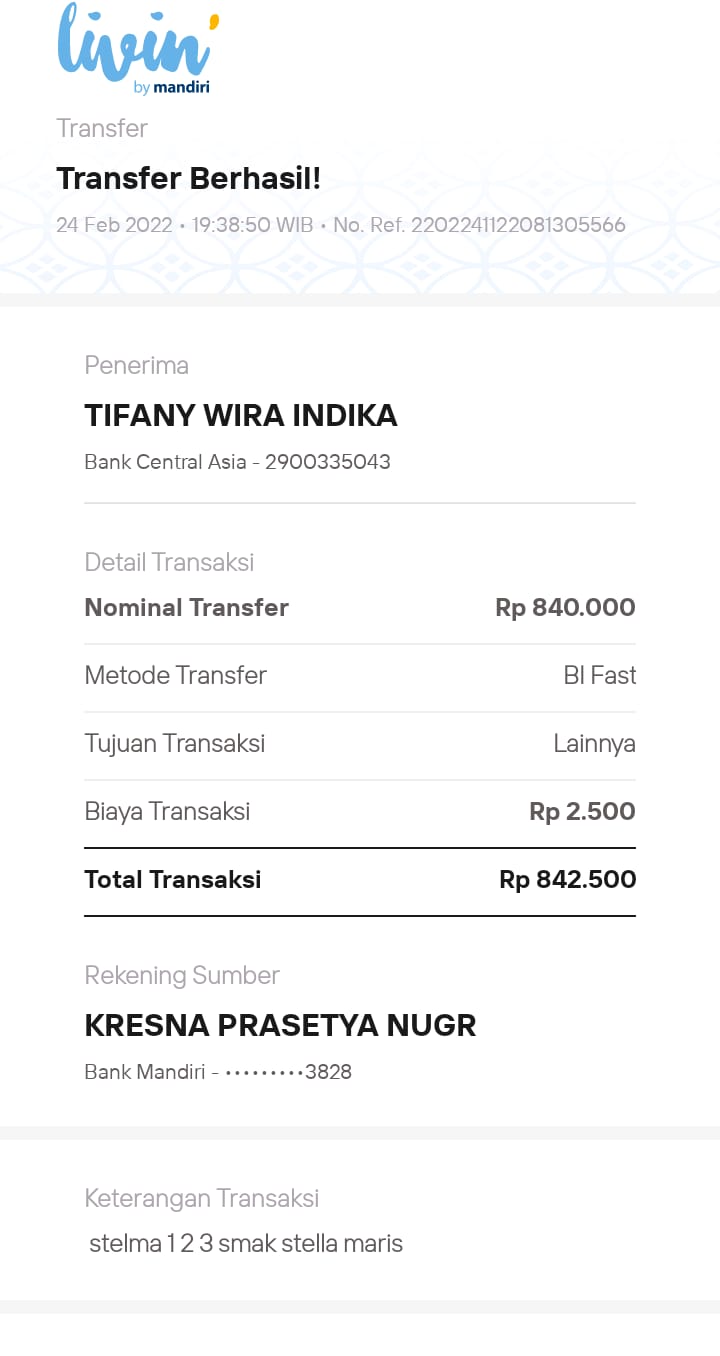 livin'
by mandiri
Transfer
Transfer Berhasil!
24 Feb 2022 • 19:38:50 WIB • No. Ref. 2202241122081305566
Penerima
TIFANY WIRA INDIKA
Bank Central Asia - 2900335043
Detail Transaksi
Nominal Transfer Rp 840.000
Metode Transfer BI Fast
Tujuan Transaksi Lainnya
Biaya Transaksi Rp 2.500
Total Transaksi Rp 842.500
Rekening Sumber
KRESNA PRASETYA NUGR
Bank Mandiri - •••••••••3828
Keterangan Transaksi
stelma 1 2 3 smak stella maris